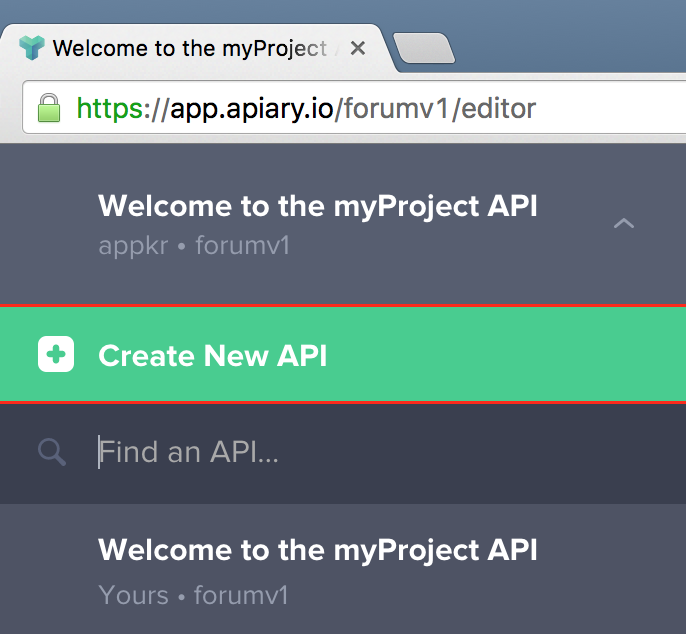 Welcome to the myProject
https://app.apiary.io/forumv1/editor
Welcome to the myProject API
appkr • forumv1
Create New API
Find an API...
Welcome to the myProject API
Yours • forumv1